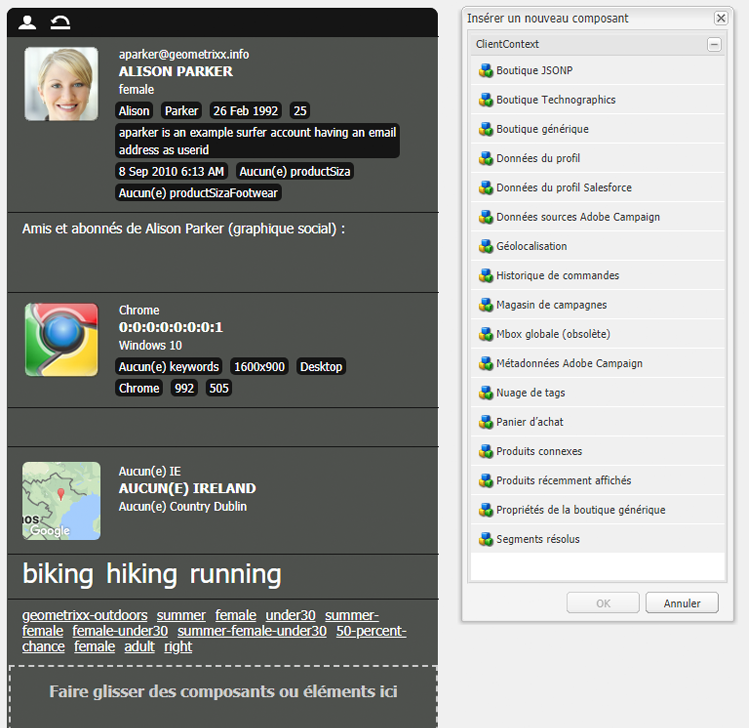 aparker@geometrixx.info
ALISON PARKER
female
Alison Parker 26 Feb 1992 25
aparker is an example surfer account having an email
address as userid
8 Sep 2010 6:13 AM Aucun(e) productSiza
Aucun(e) productSizaFootwear
Amis et abonnés de Alison Parker (graphique social) :
Chrome
0:0:0:0:0:0:0:1
Windows 10
Aucun(e) keywords 1600x900 Desktop
Chrome 992 505
nos
Google
Aucun(e) IE
AUCUN(E) IRELAND
Aucun(e) Country Dublin
biking hiking running
geometrixx-outdoors summer female under30 summer-
female female-under30 summer-female-under30 50-percent-
chance female adult right
Faire glisser des composants ou éléments ici
Insérer un nouveau composant
ClientContext
Boutique JSONP
Boutique Technographics
Boutique générique
Données du profil
Données du profil Salesforce
Données sources Adobe Campaign
Géolocalisation
Historique de commandes
Magasin de campagnes
Mbox globale (obsolète)
Métadonnées Adobe Campaign
Nuage de tags
Panier d'achat
Produits connexes
Produits récemment affichés
Propriétés de la boutique générique
Segments résolus
OK Annuler